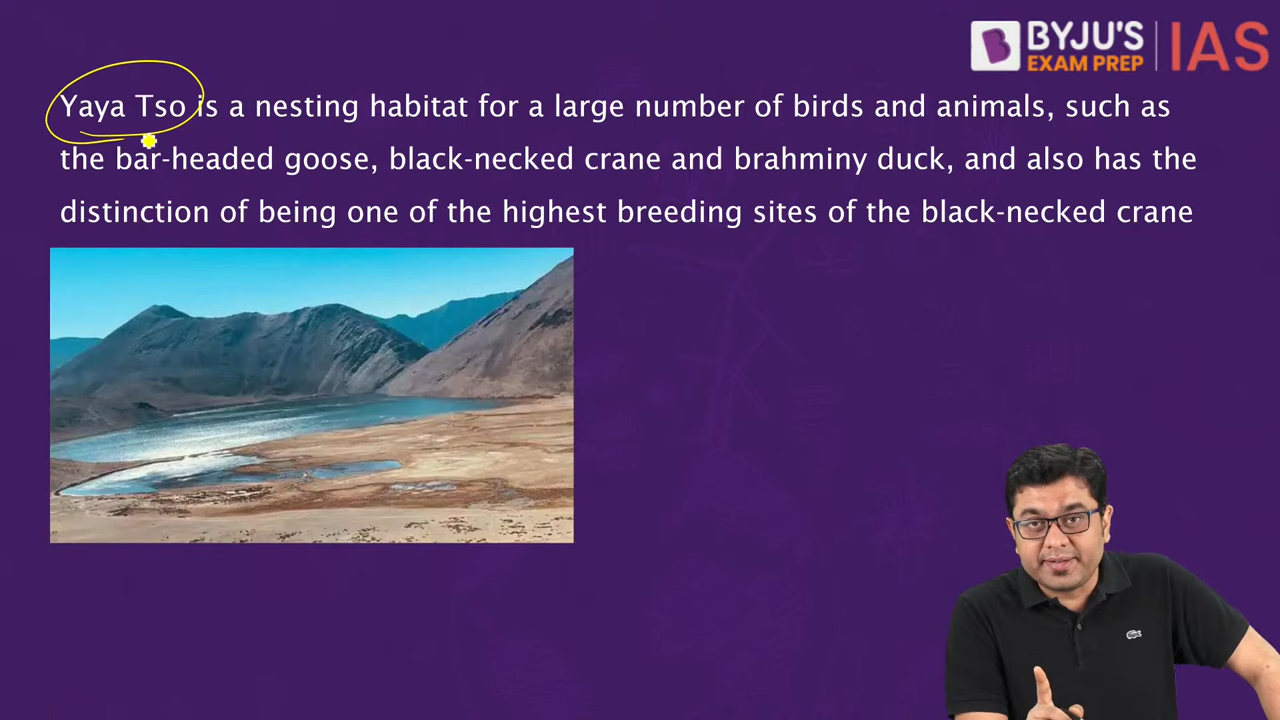 BYJU'S
EXAM PREP
IAS
Yaya Tso is a nesting habitat for a large number of birds and animals, such as
the bar-headed goose, black-necked crane and brahminy duck, and also has the
distinction of being one of the highest breeding sites of the black-necked crane